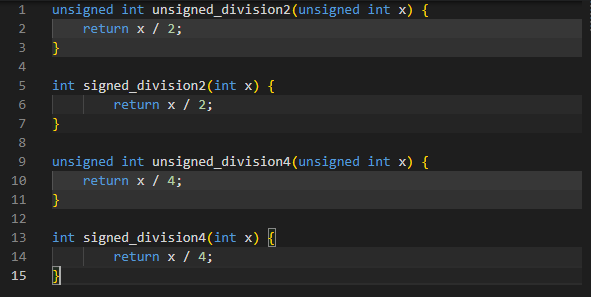 1 unsigned int unsigned_division2(unsigned int x) {
2     return x / 2;
3 }
4
5 int signed_division2(int x) {
6         return x / 2;
7 }
8
9 unsigned int unsigned_division4(unsigned int x) {
10     return x / 4;
11 }
12
13 int signed_division4(int x) {
14         return x / 4;
15 }